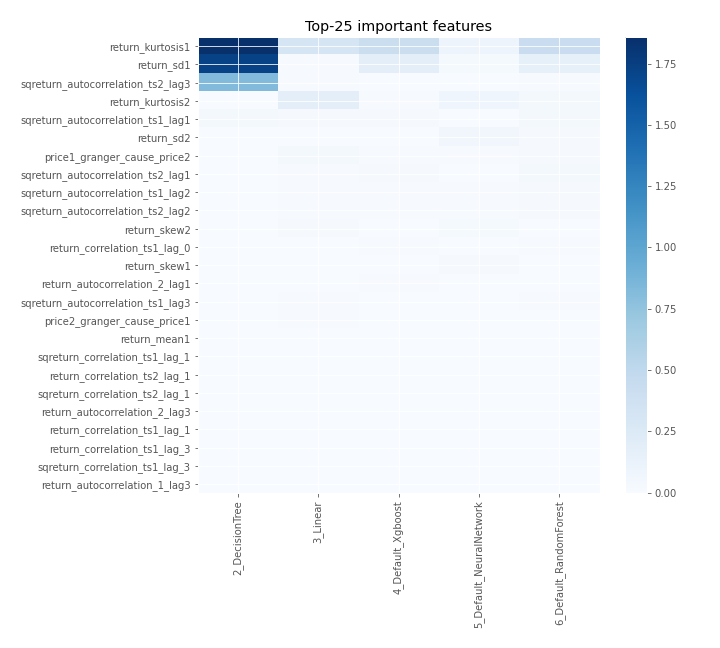 Top-25 important features
return_kurtosis1
return_sd1
sqreturn_autocorrelation_ts2_lag3
return_kurtosis2
sqreturn_autocorrelation_ts1_lag1
return_sd2
price1_granger_cause_price2
sqreturn_autocorrelation_ts2_lag1
sqreturn_autocorrelation_ts1_lag2
sqreturn_autocorrelation_ts2_lag2
return_skew2
return_correlation_ts1_lag_0
return_skew1
return_autocorrelation_2_lag1
sqreturn_autocorrelation_ts1_lag3
price2_granger_cause_price1
return_mean1
sqreturn_correlation_ts1_lag_1
return_correlation_ts2_lag_1
sqreturn_correlation_ts2_lag_1
return_autocorrelation_2_lag3
return_correlation_ts1_lag_1
return_correlation_ts1_lag_3
sqreturn_correlation_ts1_lag_3
return_autocorrelation_1_lag3
2_DecisionTree
3_Linear
4_Default_Xgboost
5_Default_NeuralNetwork
6_Default_RandomForest
1.75
1.50
1.25
1.00
0.75
0.50
0.25
0.00